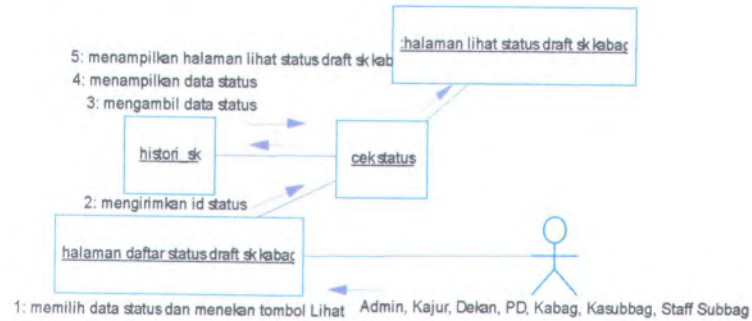 :halaman lihat status draft sk kabag
5: menampilkan halaman lihat status draft sk kab
4: menampilkan data status
3: mengambil data status
histori_sk
cek status
2: mengirimkan id status
halaman daftar status draft sk kabag
1: memilih data status dan menekan tombol Lihat
Admin, Kajur, Dekan, PD, Kabag, Kasubbag, Staff Subbag